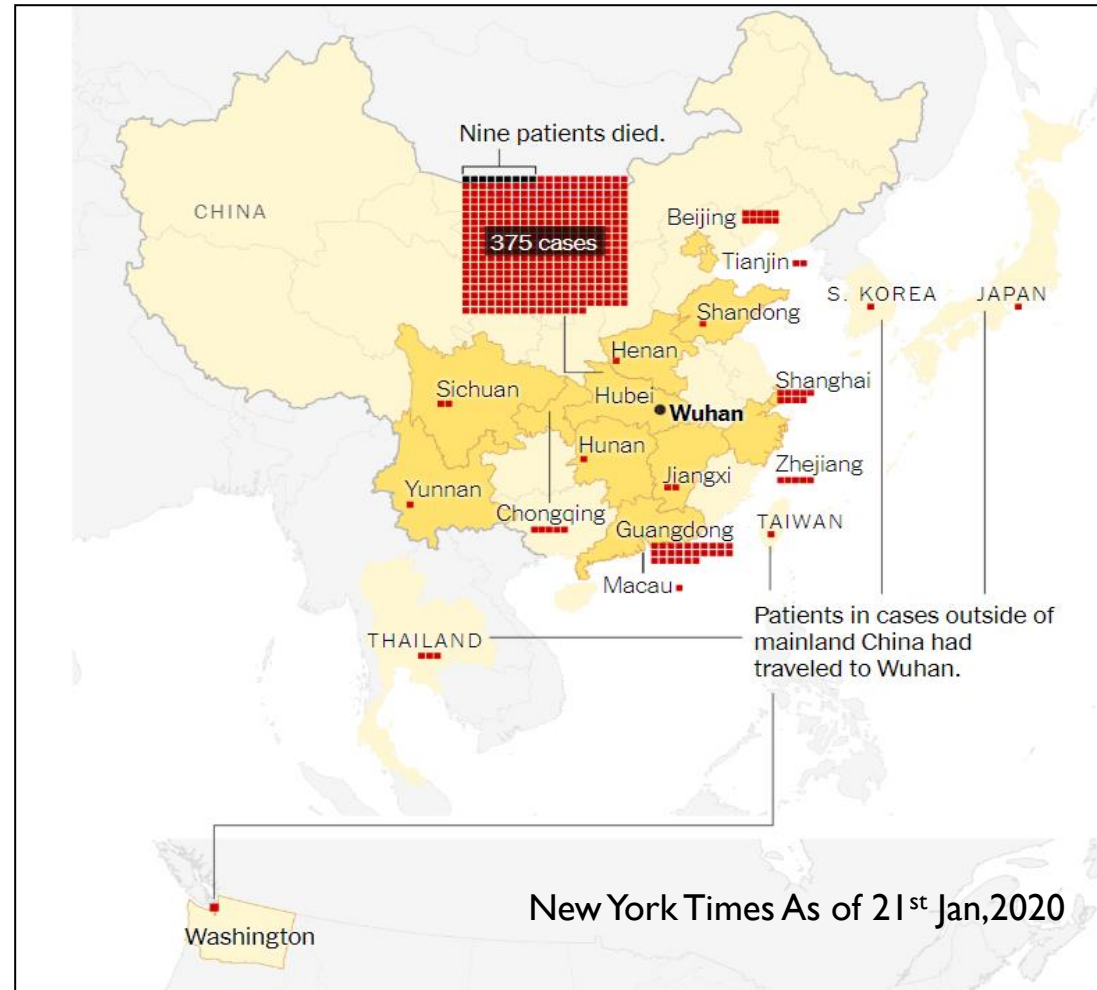 Nine patients died.
CHINA
375 cases
Beijing
Tianjin
S. KOREA
JAPAN
Shandong
Henan
Shanghai
Sichuan
Hubei
Wuhan
Hunan
Zhejiang
Jiangxi
Yunnan
Chongqing
Guangdong
TAIWAN
Macau
Patients in cases outside of
mainland China had
traveled to Wuhan.
THAILAND
New York Times As of 21st Jan,2020
Washington